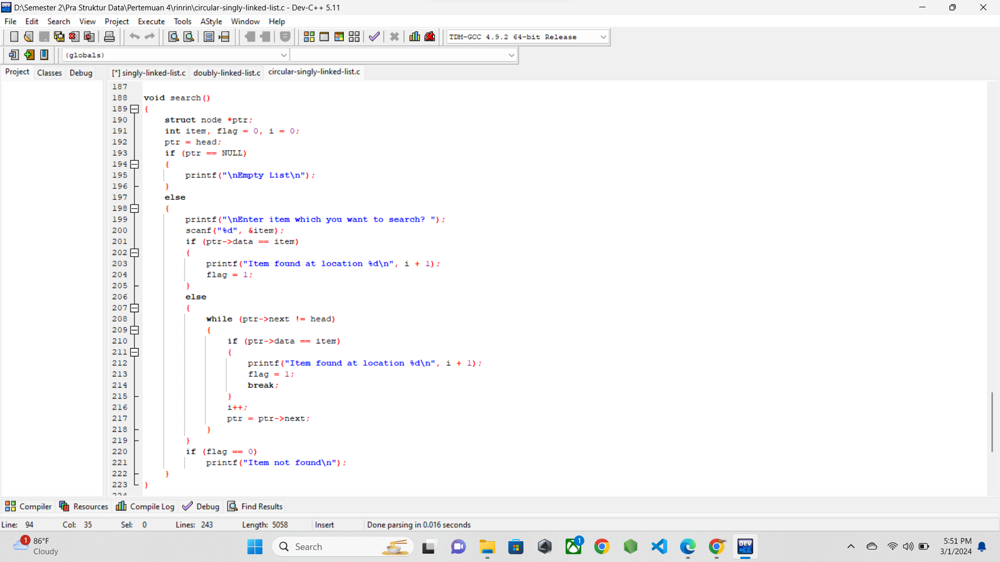 D:\Semester 2\Pra Struktur Data\Pertemuan 4\rinrin\circular-singly-linked-list.c - Dev-C++ 5.11
File Edit Search View Project Execute Tools AStyle Window Help
TDM-GCC 4.9.2 64-bit Release
(globals)
Project Classes Debug [*] singly-linked-list.c doubly-linked-list.c circular-singly-linked-list.c
187
188 void search()
189 {
190 struct node *ptr;
191 int item, flag = 0, i = 0;
192 ptr = head;
193 if (ptr == NULL)
194 {
195 printf("\nEmpty List\n");
196 }
197 else
198 {
199 printf("\nEnter item which you want to search? ");
200 scanf("%d", &item);
201 if (ptr->data == item)
202 {
203 printf("Item found at location %d\n", i + 1);
204 flag = 1;
205 }
206 else
207 {
208 while (ptr->next != head)
209 {
210 if (ptr->data == item)
211 {
212 printf("Item found at location %d\n", i + 1);
213 flag = 1;
214 break;
215 }
216 i++;
217 ptr = ptr->next;
218 }
219 }
220 if (flag == 0)
221 printf("Item not found\n");
222 }
223 }
224
Compiler Resources Compile Log Debug Find Results
Line: 94 Col: 35 Sel: 0 Lines: 243 Length: 5058 Insert Done parsing in 0.016 seconds
1 86°F
Cloudy
Search
1
DEV
C++
5:51 PM
3/1/2024